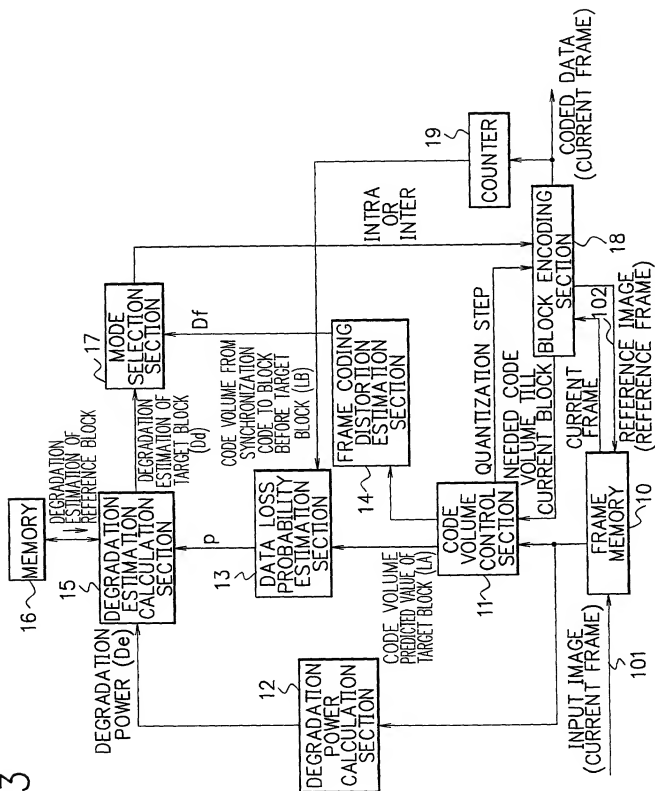 3
16
MEMORY
DEGRADATION
ESTIMATION OF
REFERENCE BLOCK
15
DEGRADATION
ESTIMATION
CALCULATION
SECTION
DEGRADATION
POWER (De)
12
DEGRADATION
POWER
CALCULATION
SECTION
17
MODE
SELECTION
SECTION
DEGRADATION
ESTIMATION OF
TARGET BLOCK
(Dd)
Df
p
13
DATA LOSS
PROBABILITY
ESTIMATION
SECTION
CODE VOLUME FROM
SYNCHRONIZATION
CODE TO BLOCK
BEFORE TARGET
BLOCK (LB)
14
FRAME CODING
DISTORTION
ESTIMATION
SECTION
INTRA
OR
INTER
19
COUNTER
CODE VOLUME
PREDICTED VALUE OF
TARGET BLOCK (LA)
11
CODE
VOLUME
CONTROL
SECTION
QUANTIZATION STEP
NEEDED CODE
VOLUME TILL
CURRENT BLOCK
BLOCK ENCODING
SECTION
18
CODED DATA
(CURRENT FRAME)
CURRENT
FRAME
102
REFERENCE IMAGE
(REFERENCE FRAME)
FRAME
MEMORY
10
INPUT IMAGE
(CURRENT FRAME)
101